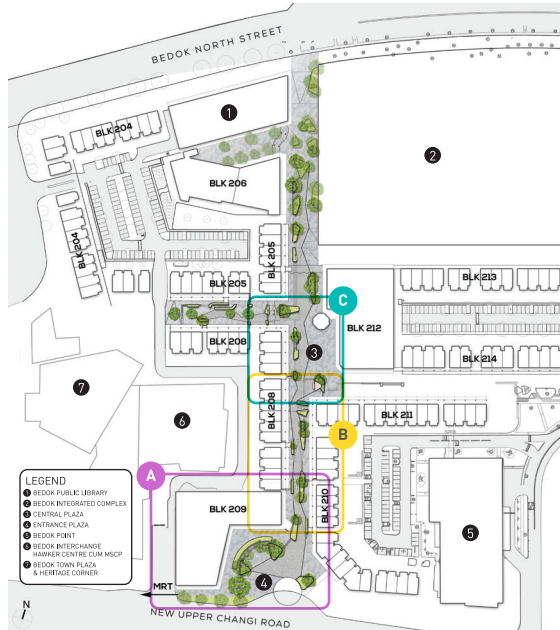 BEDOK NORTH STREET
1
BLK 204
2
BLK 206
BLK 204
BLK 205
BLK 205
BLK 213
C
BLK 212
BLK 208
3
BLK 214
7
BLK 208
BLK 211
6
B
A
LEGEND
1 BEDOK PUBLIC LIBRARY
2 BEDOK INTEGRATED COMPLEX
3 CENTRAL PLAZA
4 ENTRANCE PLAZA
5 BEDOK POINT
6 BEDOK INTERCHANGE
HAWKER CENTRE CUM MSCP
7 BEDOK TOWN PLAZA
& HERITAGE CORNER
BLK 209
BLK 210
5
4
MRT
N
NEW UPPER CHANGI ROAD